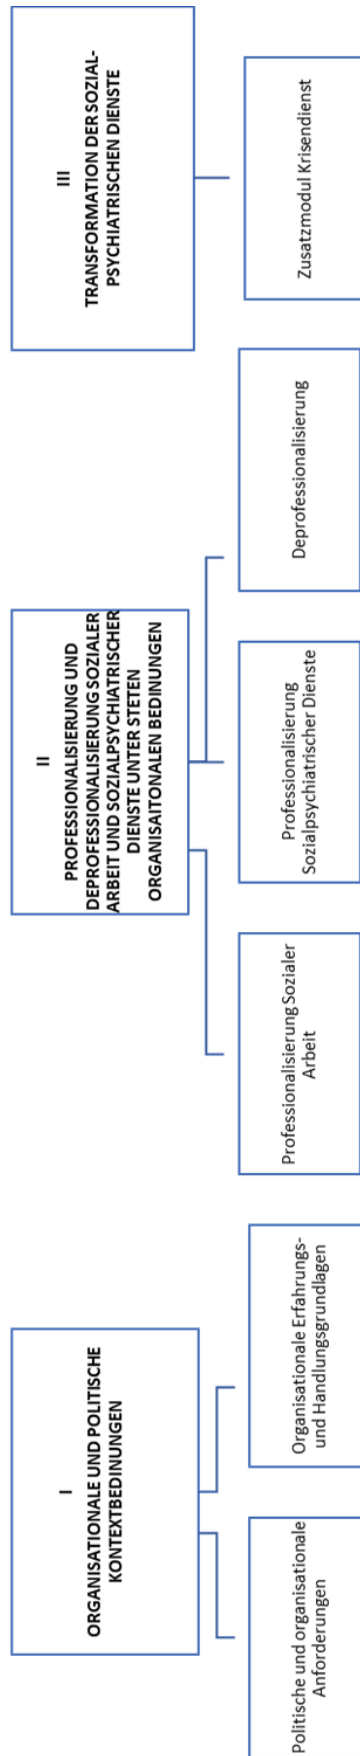 I
ORGANISATIONALE UND POLITISCHE
KONTEXTBEDINUNGEN
Politische und organisationale
Anforderungen
Organisationale Erfahrungs-
und Handlungsgrundlagen
II
PROFESSIONALISIERUNG UND
DEPROFESSIONALISIERUNG SOZIALER
ARBEIT UND SOZIALPSYCHIATRISCHER
DIENSTE UNTER STETEN
ORGANISAITONALEN BEDINUNGEN
Professionalisierung Sozialer
Arbeit
Professionalisierung
Sozialpsychiatrischer Dienste
Deprofessionalisierung
III
TRANSFORMATION DER SOZIAL-
PSYCHIATRISCHEN DIENSTE
Zusatzmodul Krisendienst